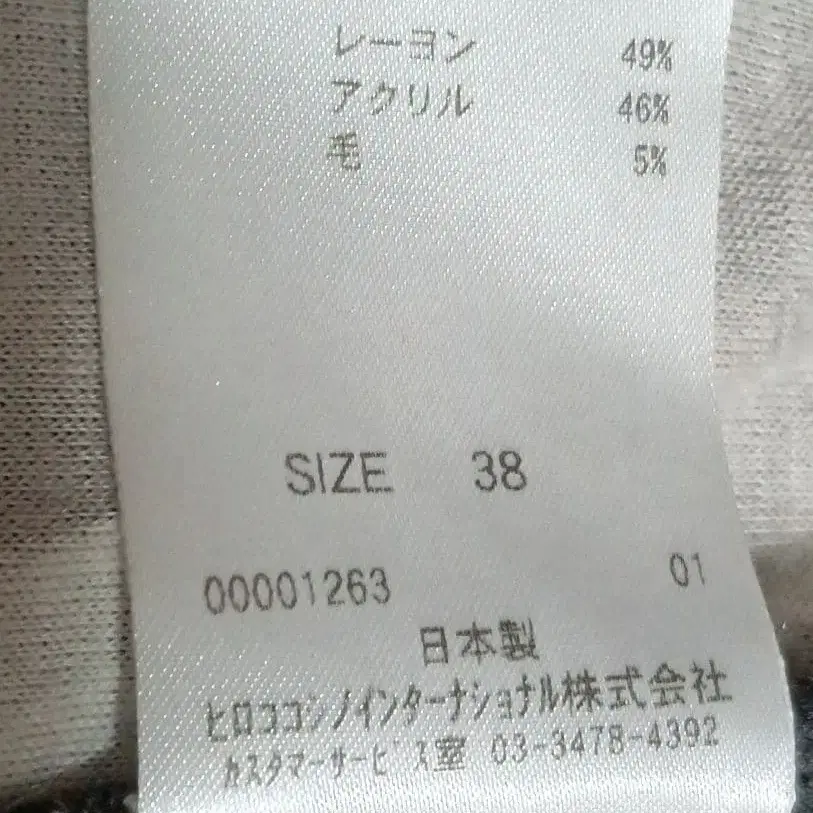 レーヨン 49%
アクリル 46%
毛 5%
SIZE 38
00001263 01
日本製
ヒロココシノインターナショナル株式会社
カスタマーサービス室 03-3478-4392